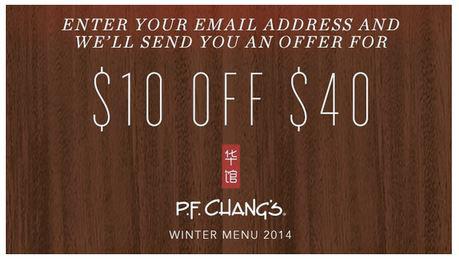 ENTER YOUR EMAIL ADDRESS AND
WE'LL SEND YOU AN OFFER FOR
$10 OFF $40
华
馆
P.F. CHANG'S®
WINTER MENU 2014